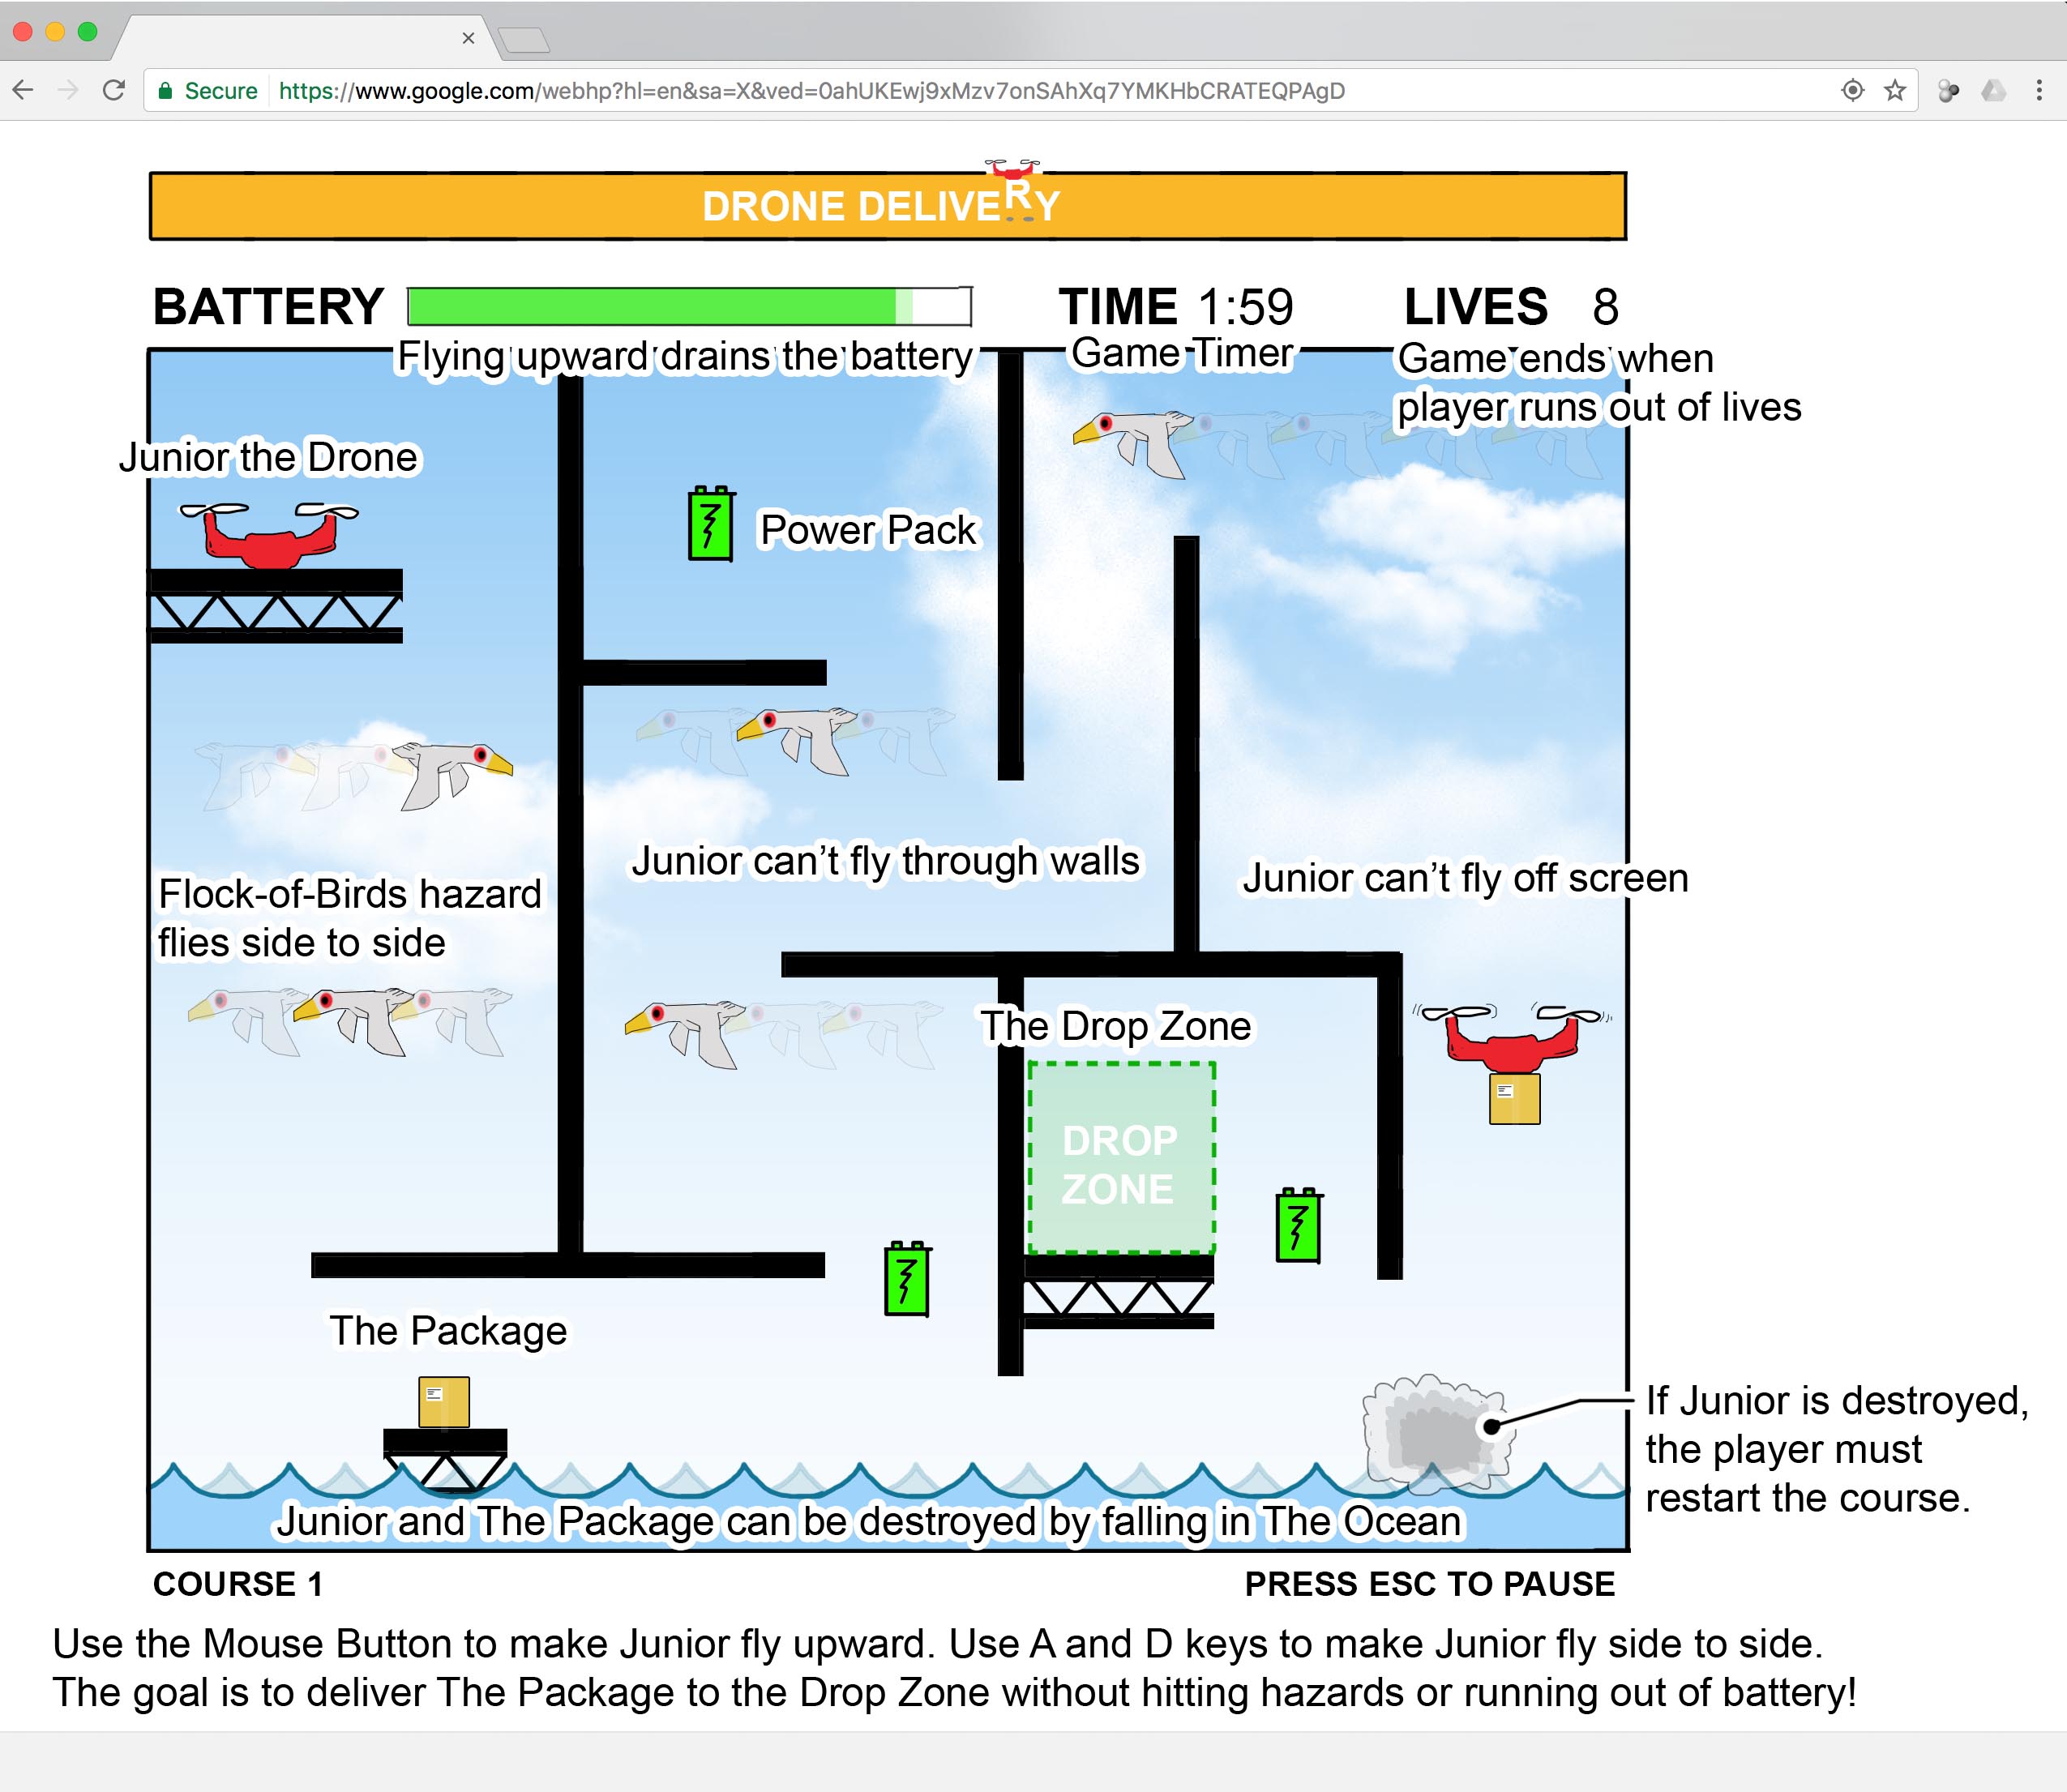 Secure https://www.google.com/webhp?hl=en&sa=X&ved=0ahUKEwj9xMzv7onSAhXq7YMKHbCRATEQPAgD
DRONE DELIVERY
BATTERY TIME 1:59 LIVES 8
Flying upward drains the battery
Game Timer
Game ends when
player runs out of lives
Junior the Drone
Power Pack
Junior can't fly through walls
Junior can't fly off screen
Flock-of-Birds hazard
flies side to side
The Drop Zone
DROP
ZONE
The Package
If Junior is destroyed,
the player must
restart the course.
Junior and The Package can be destroyed by falling in The Ocean
COURSE 1 PRESS ESC TO PAUSE
Use the Mouse Button to make Junior fly upward. Use A and D keys to make Junior fly side to side.
The goal is to deliver The Package to the Drop Zone without hitting hazards or running out of battery!